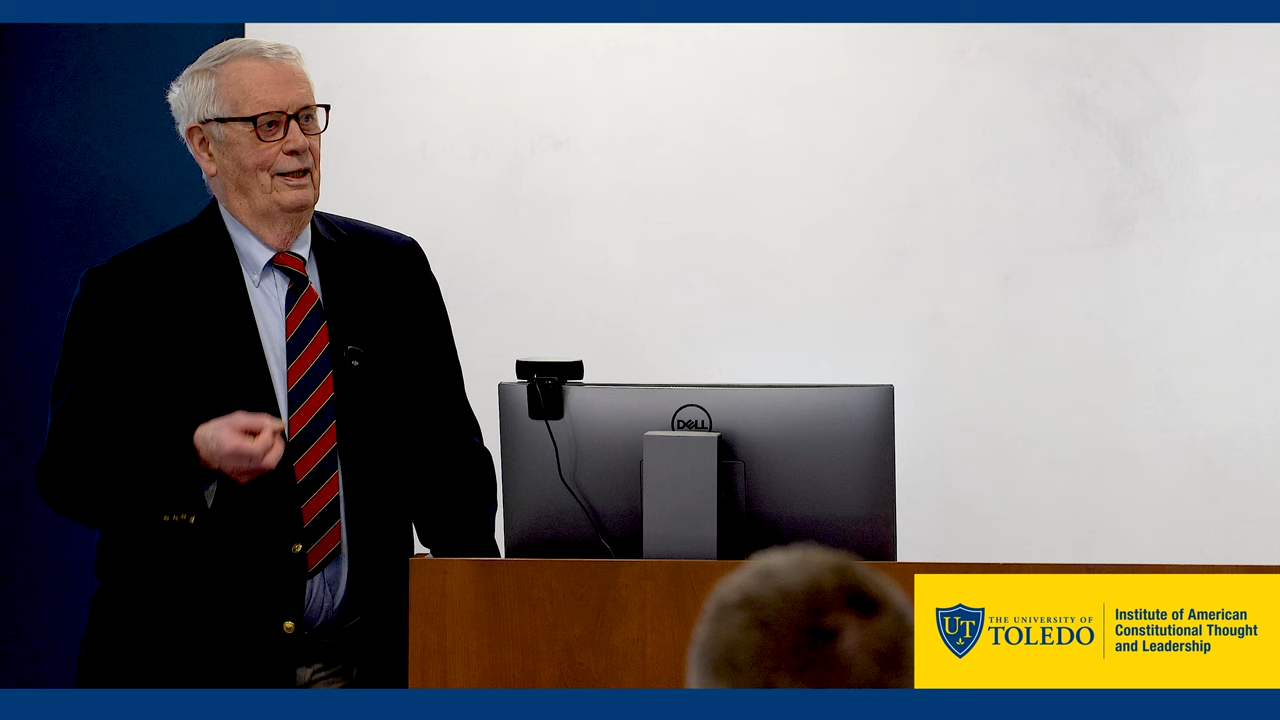 DELL
UT
THE UNIVERSITY OF
TOLEDO
Institute of American
Constitutional Thought
and Leadership